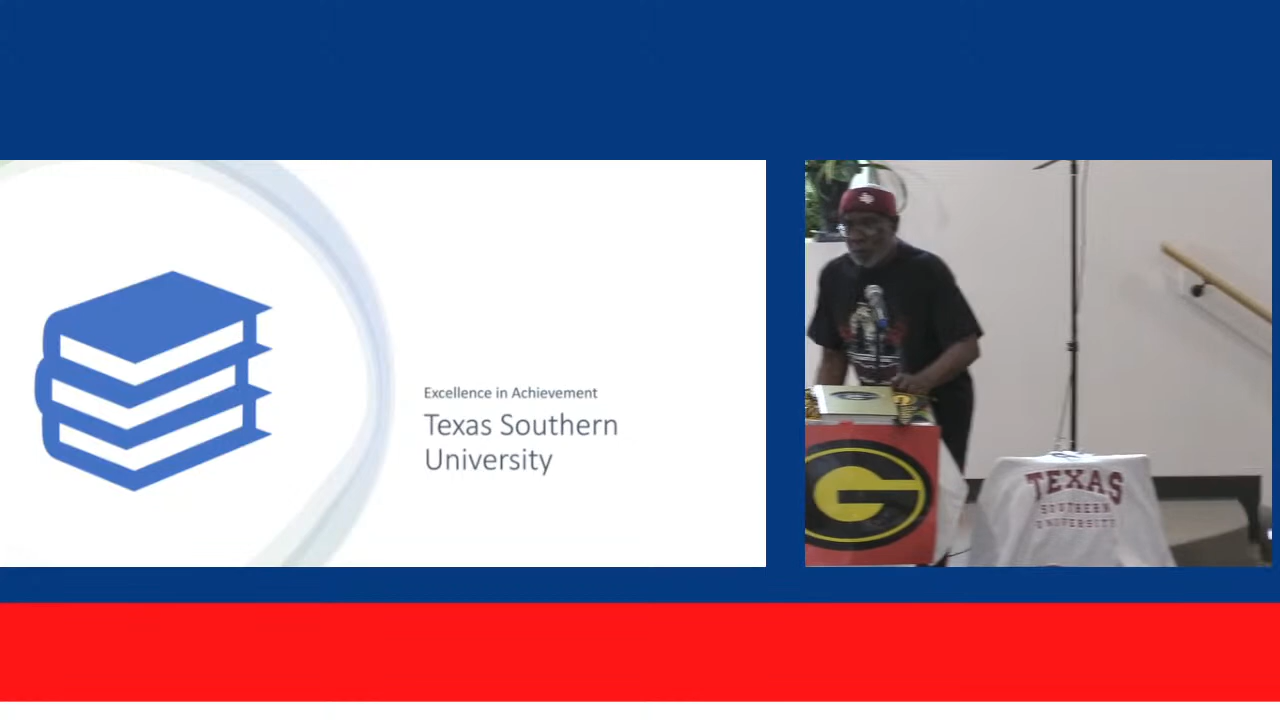 Excellence in Achievement
Texas Southern
University
G
TEXAS
SOUTHERN
UNIVERSITY